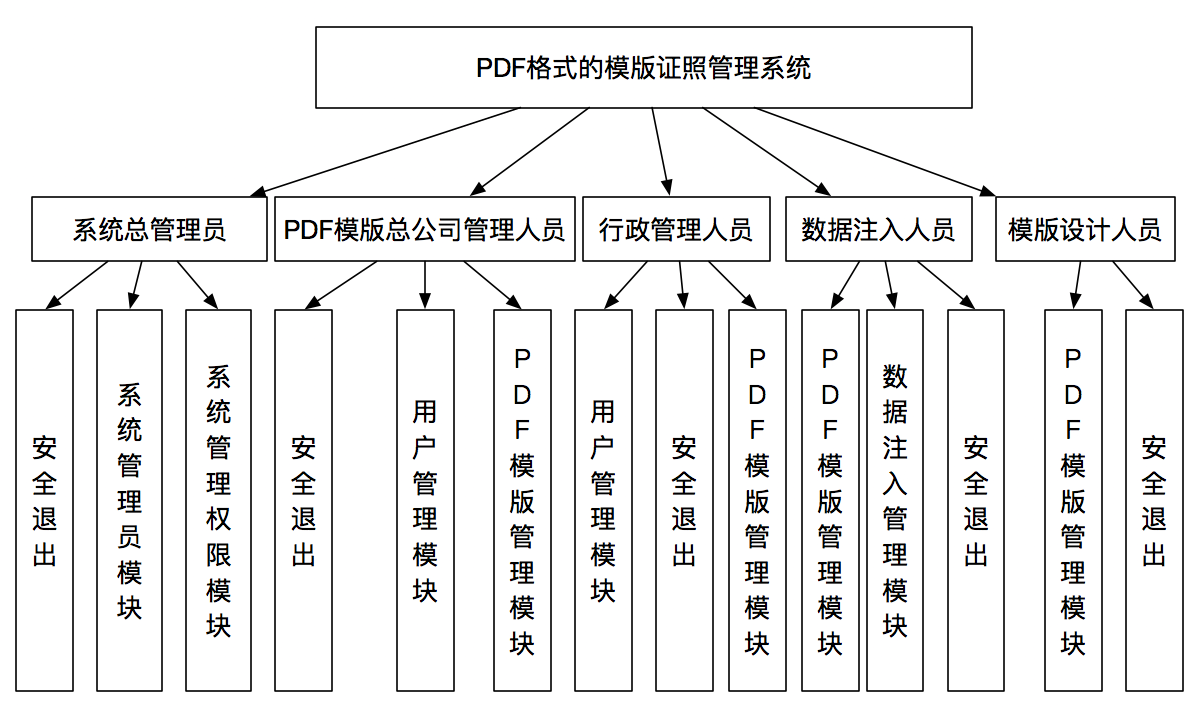 PDF格式的模版证照管理系统
系统总管理员
PDF模版总公司管理人员
行政管理人员
数据注入人员
模版设计人员
安全退出
系统管理员模块
系统管理权限模块
安全退出
用户管理模块
PDF模版管理模块
用户管理模块
安全退出
PDF模版管理模块
PDF模版管理模块
数据注入管理模块
安全退出
PDF模版管理模块
安全退出